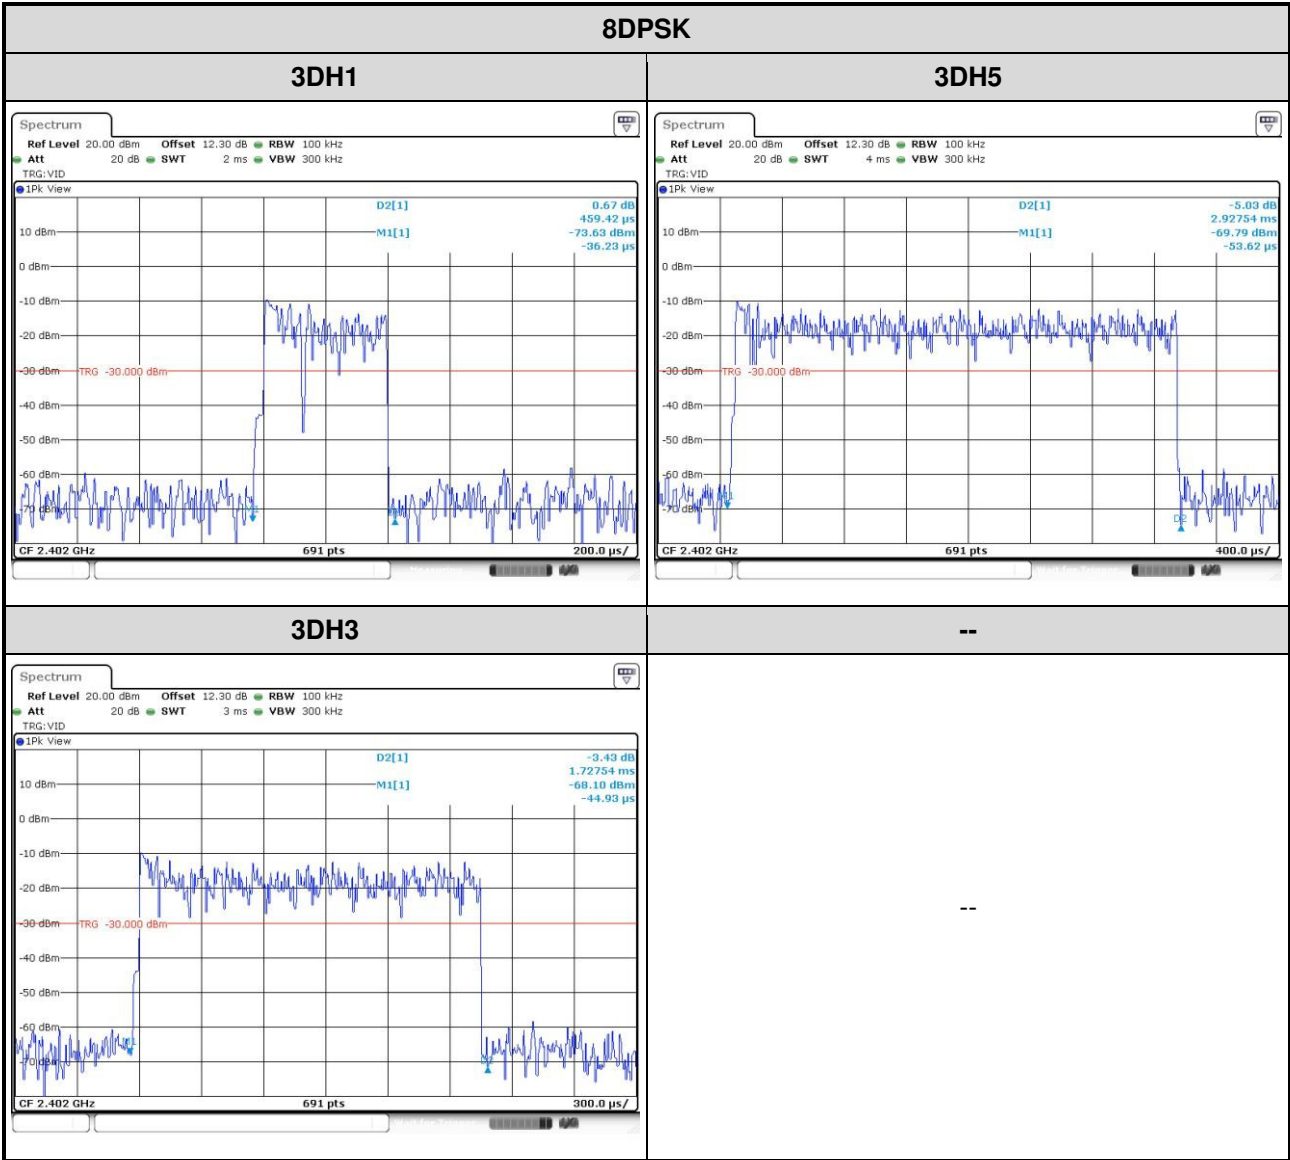 8DPSK
3DH1
3DH5
Spectrum
Ref Level 20.00 dBm Offset 12.30 dB RBW 100 kHz
Att 20 dB SWT 2 ms VBW 300 kHz
TRG:VID
1Pk View
D2[1] 0.67 dB
459.42 µs
M1[1] -73.63 dBm
-36.23 µs
10 dBm
0 dBm
-10 dBm
-20 dBm
-30 dBm TRG -30.000 dBm
-40 dBm
-50 dBm
-60 dBm
-70 dBm
CF 2.402 GHz 691 pts 200.0 µs/
Spectrum
Ref Level 20.00 dBm Offset 12.30 dB RBW 100 kHz
Att 20 dB SWT 4 ms VBW 300 kHz
TRG:VID
1Pk View
D2[1] -5.03 dB
2.92754 ms
M1[1] -69.79 dBm
-53.62 µs
10 dBm
0 dBm
-10 dBm
-20 dBm
-30 dBm TRG -30.000 dBm
-40 dBm
-50 dBm
-60 dBm
-70 dBm
D2
CF 2.402 GHz 691 pts 400.0 µs/
3DH3
--
Spectrum
Ref Level 20.00 dBm Offset 12.30 dB RBW 100 kHz
Att 20 dB SWT 3 ms VBW 300 kHz
TRG:VID
1Pk View
D2[1] -3.43 dB
1.72754 ms
M1[1] -68.10 dBm
-44.93 µs
10 dBm
0 dBm
-10 dBm
-20 dBm
-30 dBm TRG -30.000 dBm
-40 dBm
-50 dBm
-60 dBm
-70 dBm
CF 2.402 GHz 691 pts 300.0 µs/
--